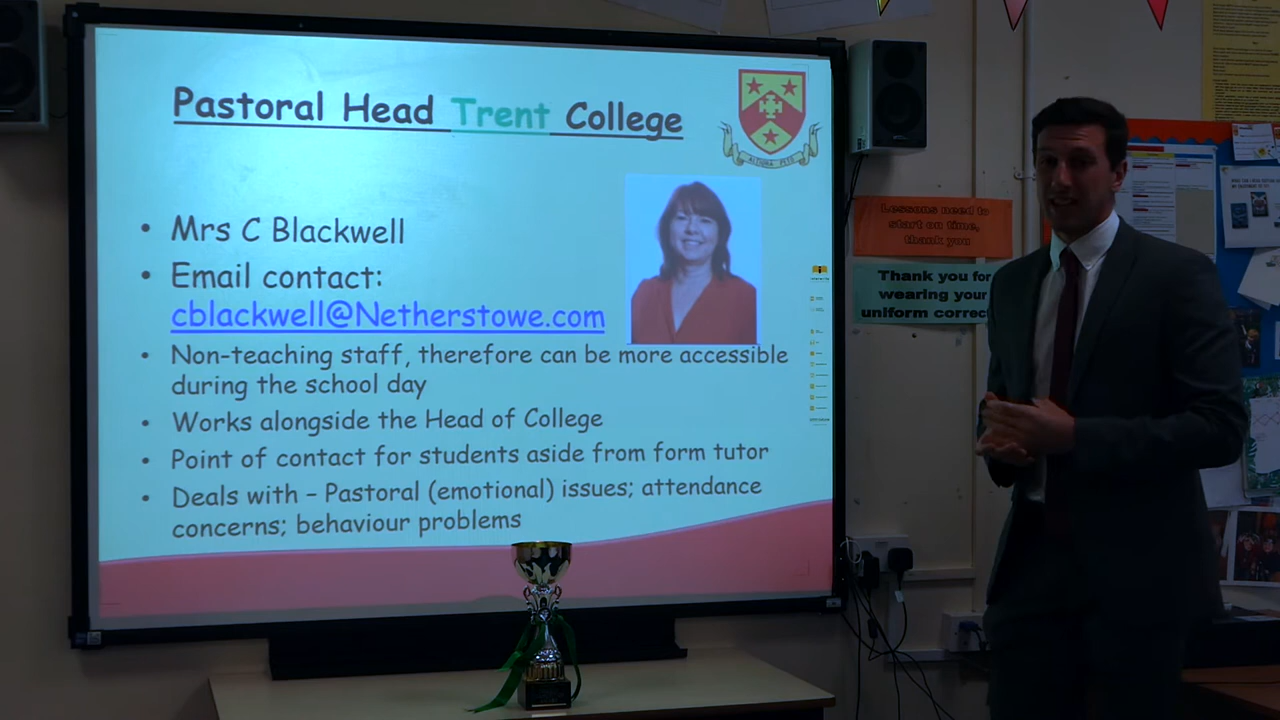 Pastoral Head Trent College
• Mrs C Blackwell
• Email contact:
cblackwell@Netherstowe.com
• Non-teaching staff, therefore can be more accessible
during the school day
• Works alongside the Head of College
• Point of contact for students aside from form tutor
• Deals with – Pastoral (emotional) issues; attendance
concerns; behaviour problems
Lessons need to
start on time,
thank you
Thank you for
wearing your
uniform correc